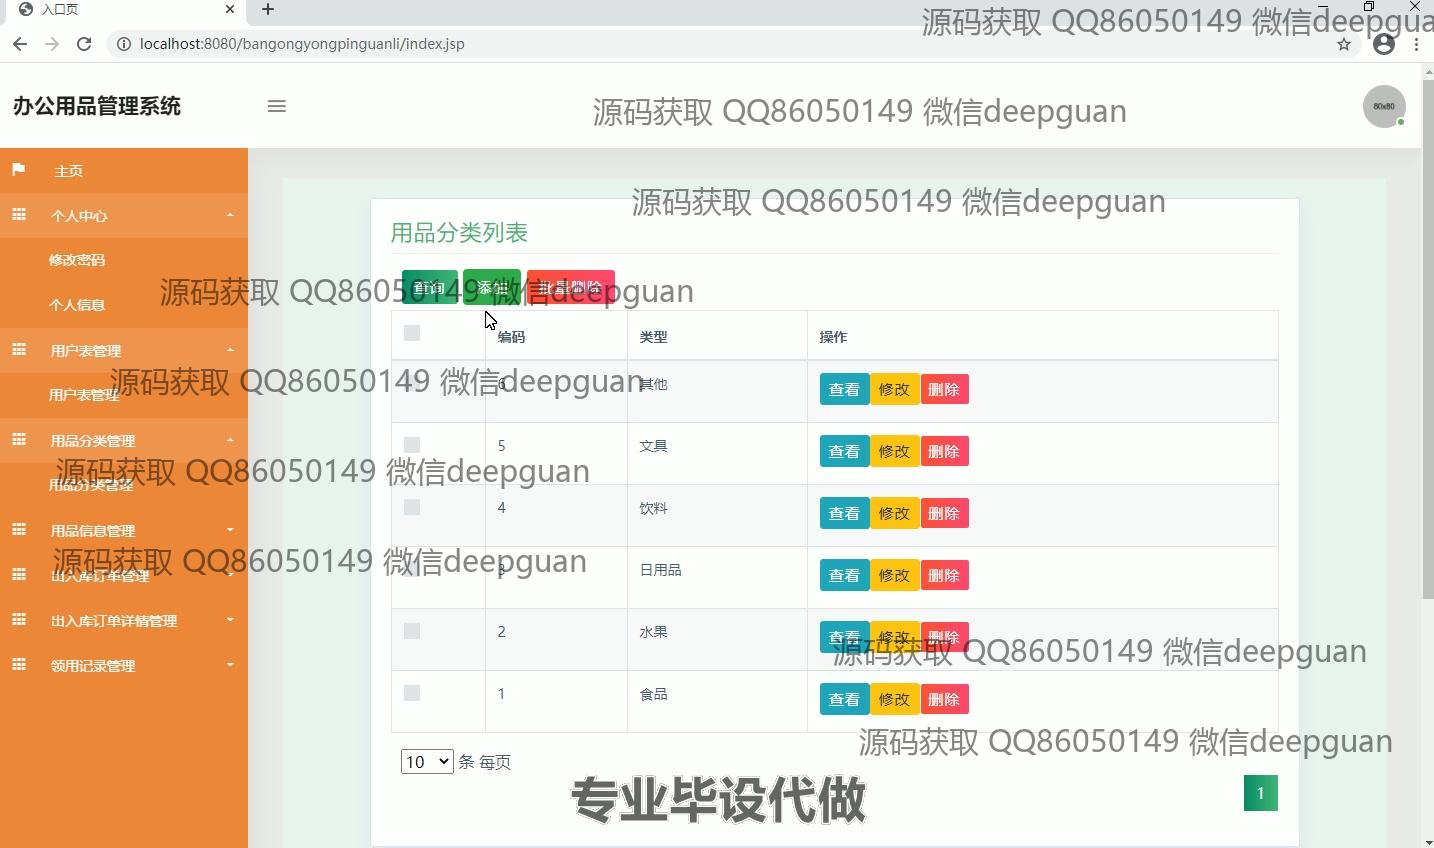 入口页
localhost:8080/bangongyongpinguanli/index.jsp
源码获取 QQ86050149 微信deepgua
办公用品管理系统
源码获取 QQ86050149 微信deepguan
80x80
主页
个人中心
修改密码
个人信息
用户表管理
用户表管理
用品分类管理
用品分类管理
用品信息管理
出入库订单管理
出入库订单详情管理
领用记录管理
源码获取 QQ86050149 微信deepguan
用品分类列表
查询 添加 批量删除
源码获取 QQ86050149 微信deepguan
编码 类型 操作
6 其他 查看 修改 删除
源码获取 QQ86050149 微信deepguan
5 文具 查看 修改 删除
源码获取 QQ86050149 微信deepguan
4 饮料 查看 修改 删除
源码获取 QQ86050149 微信deepguan
3 日用品 查看 修改 删除
2 水果 查看 修改 删除
源码获取 QQ86050149 微信deepguan
1 食品 查看 修改 删除
源码获取 QQ86050149 微信deepguan
10 条 每页
专业毕设代做
1